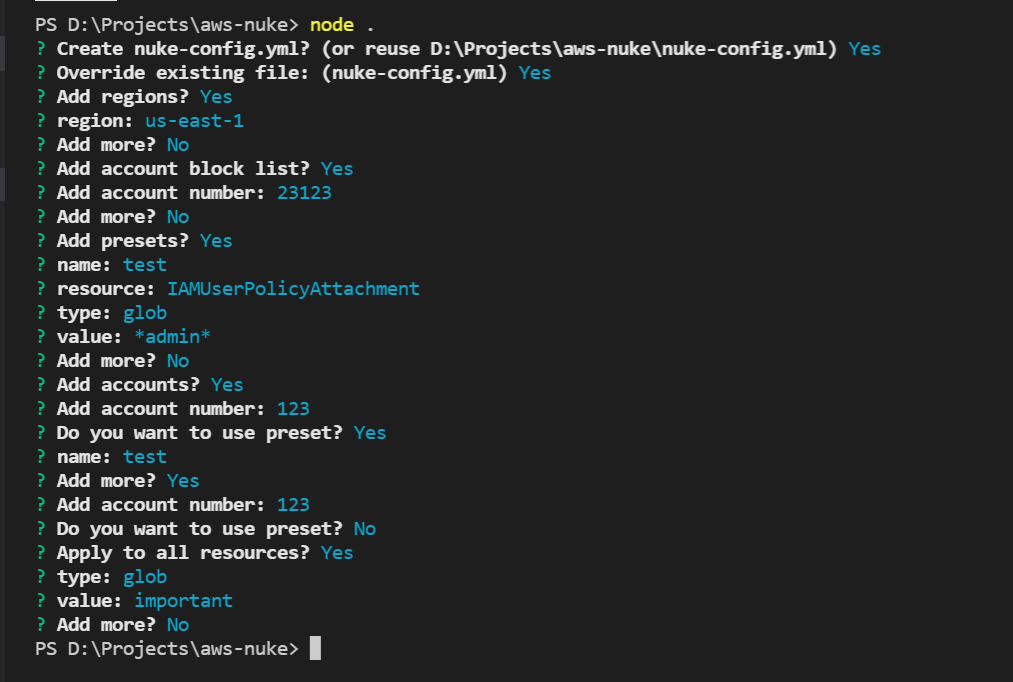 PS D:\Projects\aws-nuke> node .
? Create nuke-config.yml? (or reuse D:\Projects\aws-nuke\nuke-config.yml) Yes
? Override existing file: (nuke-config.yml) Yes
? Add regions? Yes
? region: us-east-1
? Add more? No
? Add account block list? Yes
? Add account number: 23123
? Add more? No
? Add presets? Yes
? name: test
? resource: IAMUserPolicyAttachment
? type: glob
? value: *admin*
? Add more? No
? Add accounts? Yes
? Add account number: 123
? Do you want to use preset? Yes
? name: test
? Add more? Yes
? Add account number: 123
? Do you want to use preset? No
? Apply to all resources? Yes
? type: glob
? value: important
? Add more? No
PS D:\Projects\aws-nuke>